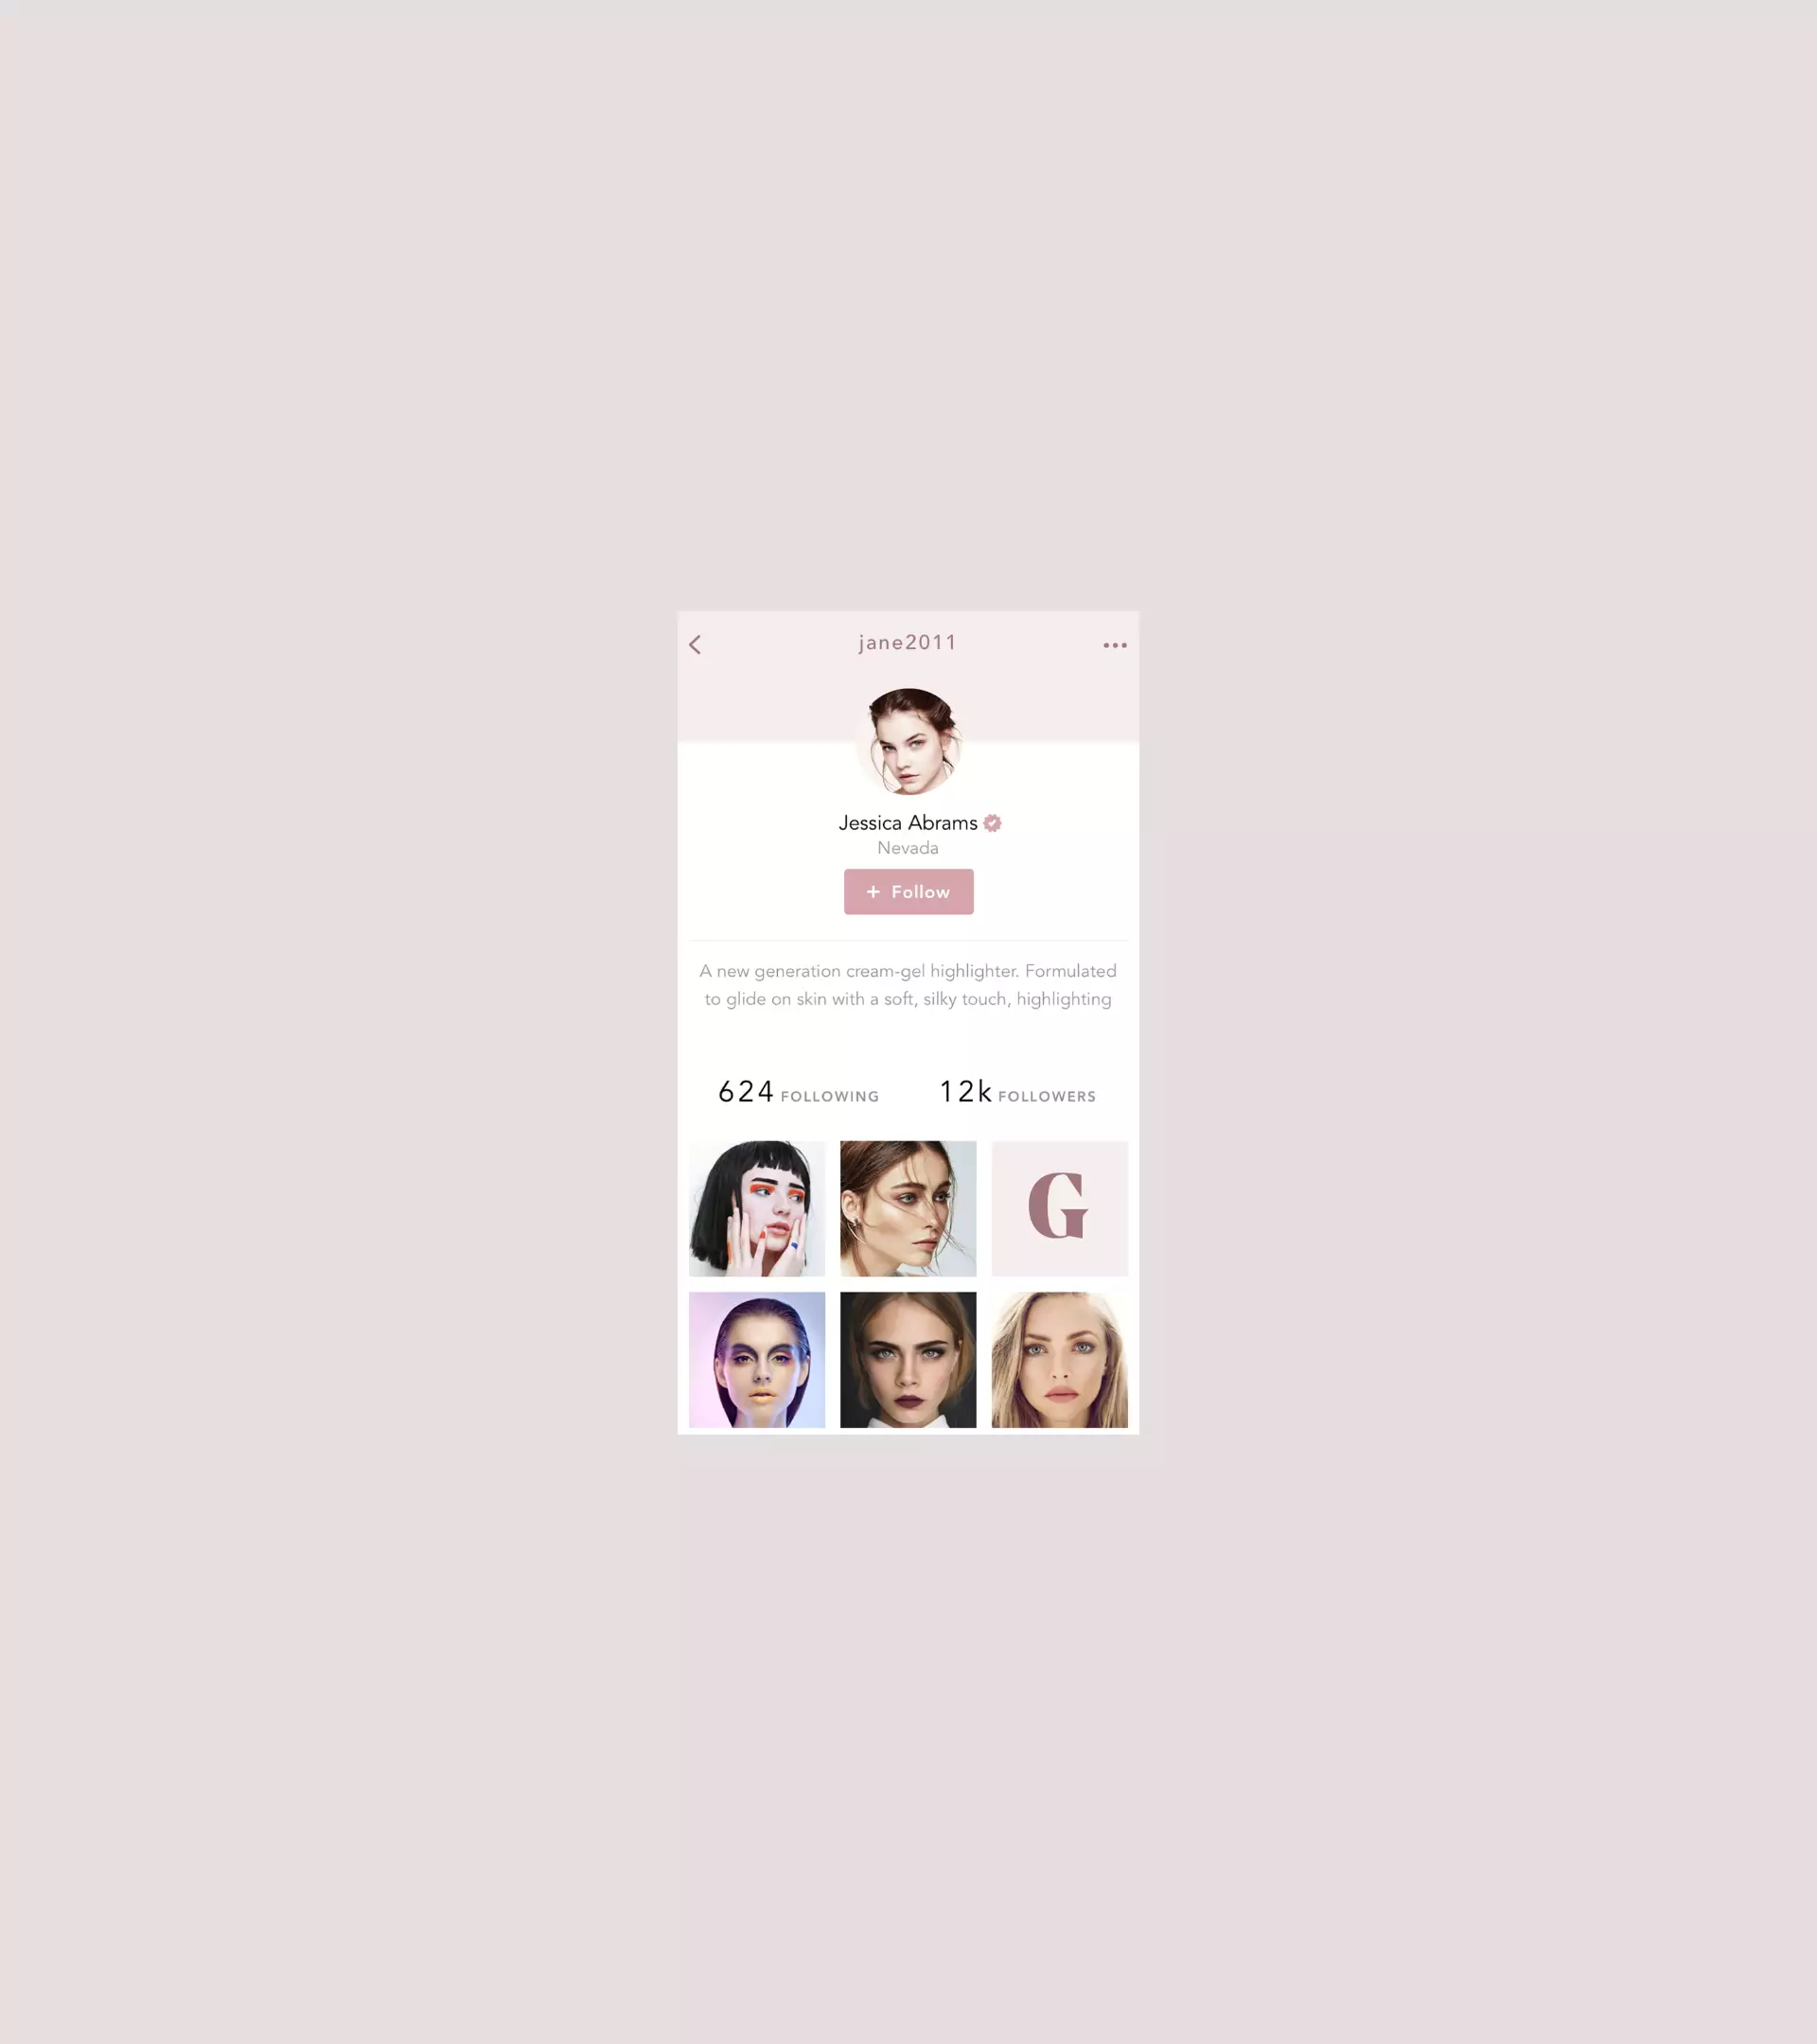 jane2011
Jessica Abrams
Nevada
+ Follow
A new generation cream-gel highlighter. Formulated
to glide on skin with a soft, silky touch, highlighting
624 FOLLOWING 12k FOLLOWERS
G